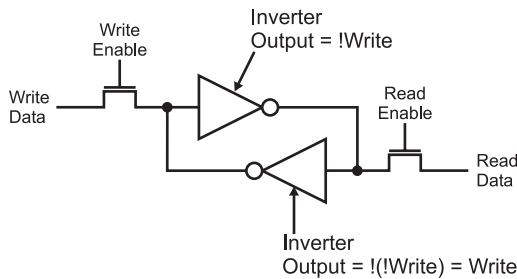 Inverter
Output = !Write
Write
Enable
Write
Data
Read
Enable
Read
Data
Inverter
Output = !(!Write) = Write